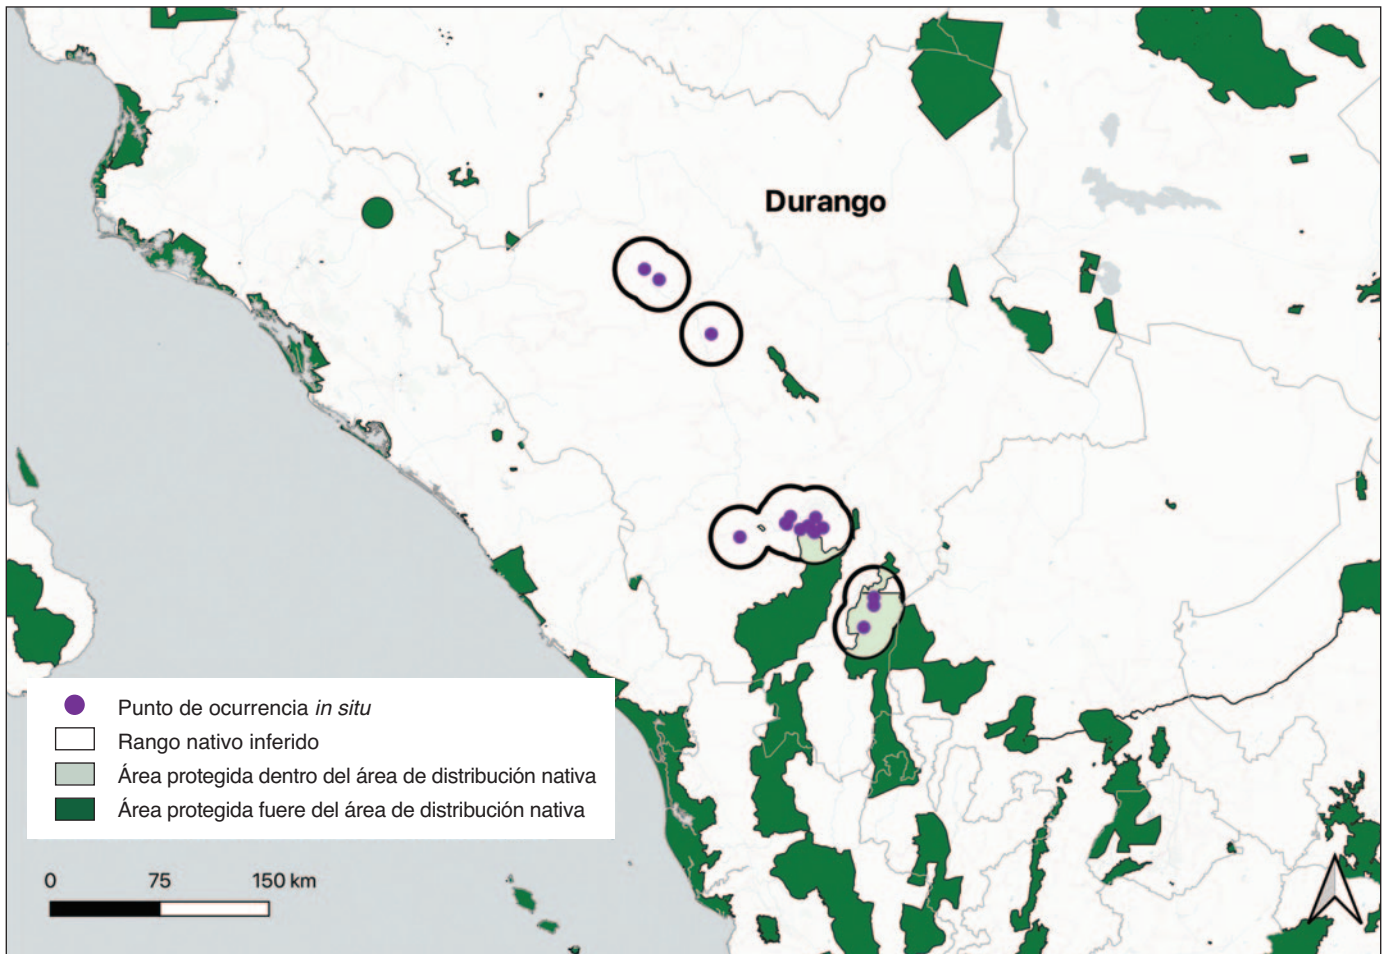 Durango
Punto de ocurrencia in situ
Rango nativo inferido
Área protegida dentro del área de distribución nativa
Área protegida fuere del área de distribución nativa
0 75 150 km